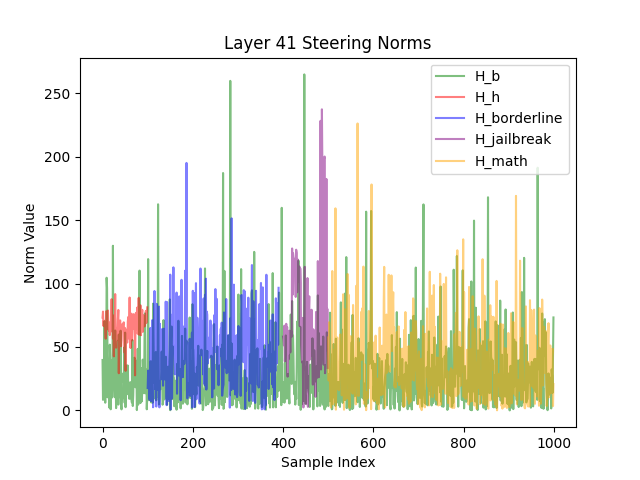 Layer 41 Steering Norms
H_b
H_h
H_borderline
H_jailbreak
H_math
Norm Value
250
200
150
100
50
0
0 200 400 600 800 1000
Sample Index